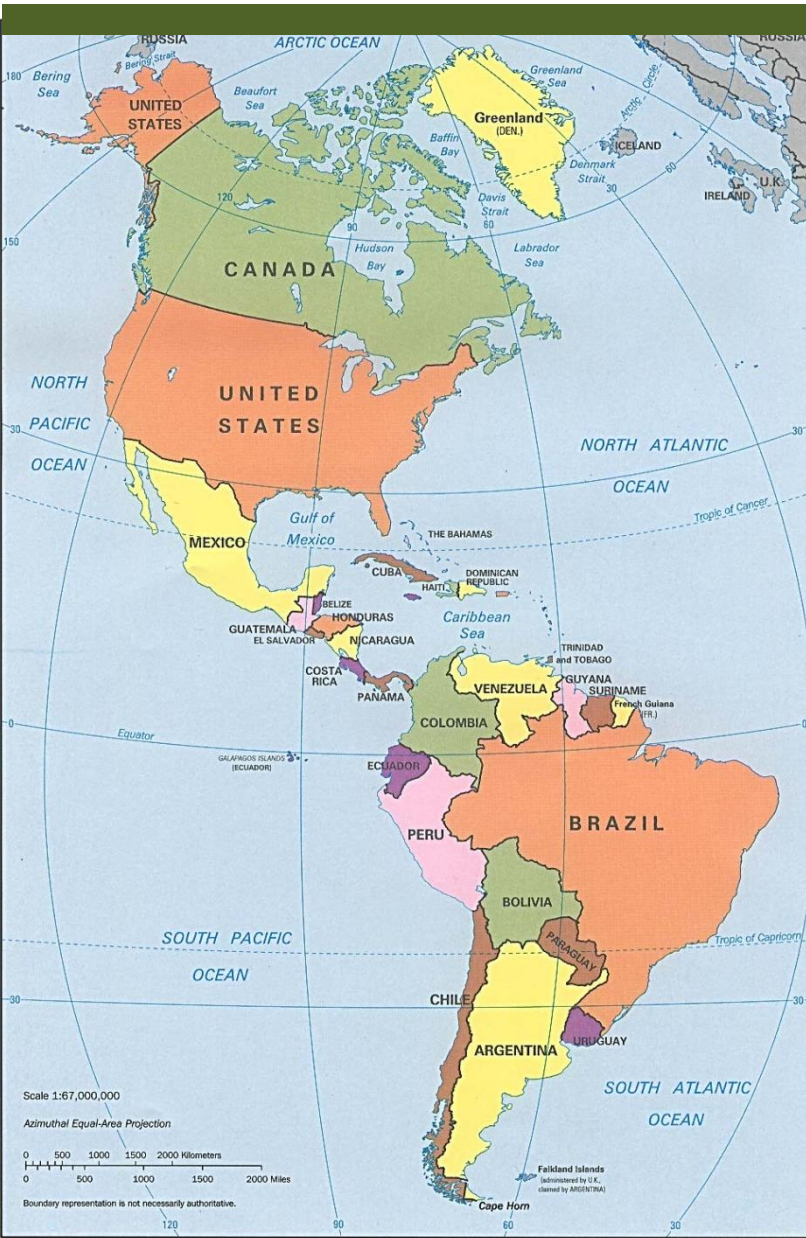 RUSSIA
ARCTIC OCEAN
RUSSIA
Bering Strait
180
Bering
Sea
Beaufort
Sea
Greenland
Sea
UNITED
STATES
Greenland
(DEN.)
Arctic Circle
Baffin
Bay
ICELAND
Denmark
Strait
60
30
U.K.
IRELAND
120
Davis
Strait
60
90
150
Hudson
Bay
Labrador
Sea
CANADA
NORTH
PACIFIC
OCEAN
UNITED
STATES
30
30
NORTH ATLANTIC
OCEAN
Tropic of Cancer
Gulf of
Mexico
MEXICO
THE BAHAMAS
CUBA
DOMINICAN
REPUBLIC
HAITI
BELIZE
HONDURAS
Caribbean
Sea
GUATEMALA
EL SALVADOR
NICARAGUA
TRINIDAD
and TOBAGO
COSTA
RICA
PANAMA
GUYANA
VENEZUELA
SURINAME
French Guiana
(FR.)
COLOMBIA
0
0
Equator
GALAPAGOS ISLANDS
(ECUADOR)
ECUADOR
BRAZIL
PERU
BOLIVIA
SOUTH PACIFIC
OCEAN
PARAGUAY
Tropic of Capricorn
30
30
CHILE
URUGUAY
ARGENTINA
SOUTH ATLANTIC
OCEAN
Scale 1:67,000,000
Azimuthal Equal-Area Projection
0 500 1000 1500 2000 Kilometers
0 500 1000 1500 2000 Miles
Boundary representation is not necessarily authoritative.
Falkland Islands
(administered by U.K.,
claimed by ARGENTINA)
Cape Horn
120
90
60
30